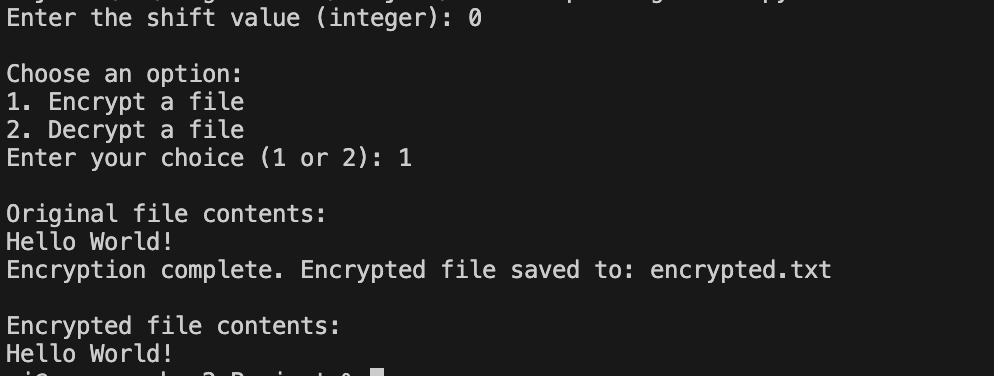 Enter the shift value (integer): 0
Choose an option:
1. Encrypt a file
2. Decrypt a file
Enter your choice (1 or 2): 1
Original file contents:
Hello World!
Encryption complete. Encrypted file saved to: encrypted.txt
Encrypted file contents:
Hello World!